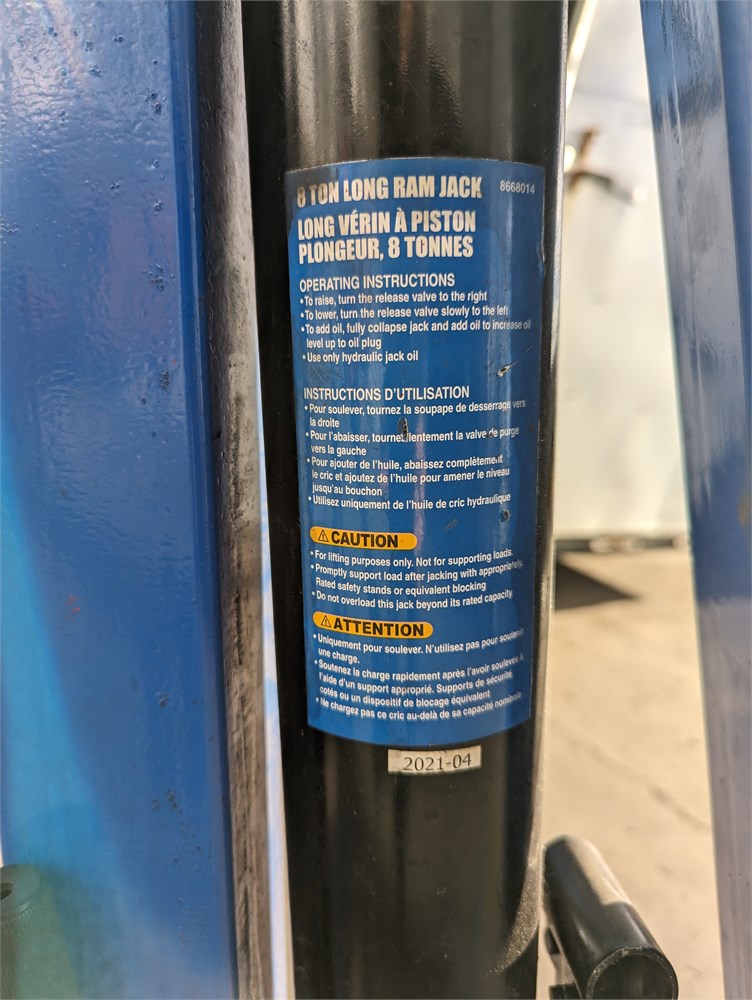 8 TON LONG RAM JACK 8668014
LONG VÉRIN À PISTON
PLONGEUR, 8 TONNES
OPERATING INSTRUCTIONS
• To raise, turn the release valve to the right
• To lower, turn the release valve slowly to the left
• To add oil, fully collapse jack and add oil to increase oil
level up to oil plug
• Use only hydraulic jack oil
INSTRUCTIONS D'UTILISATION
• Pour soulever, tournez la soupape de desserrage vers
la droite
• Pour l'abaisser, tournez lentement la valve de purge
vers la gauche
• Pour ajouter de l'huile, abaissez complètement
le cric et ajoutez de l'huile pour amener le niveau
jusqu'au bouchon
• Utilisez uniquement de l'huile de cric hydraulique
⚠ CAUTION
• For lifting purposes only. Not for supporting loads.
• Promptly support load after jacking with appropriately
Rated safety stands or equivalent blocking
• Do not overload this jack beyond its rated capacity
⚠ ATTENTION
• Uniquement pour soulever. N'utilisez pas pour soutenir
une charge.
• Soutenez la charge rapidement après l'avoir soulevée à
l'aide d'un support approprié. Supports de sécurité
cotés ou un dispositif de blocage équivalent
• Ne chargez pas ce cric au-delà de sa capacité nominale
2021-04